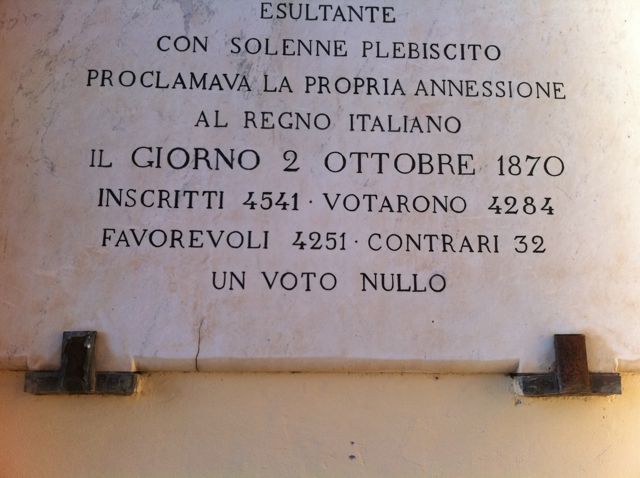 ESULTANTE
CON SOLENNE PLEBISCITO
PROCLAMAVA LA PROPRIA ANNESSIONE
AL REGNO ITALIANO
IL GIORNO 2 OTTOBRE 1870
INSCRITTI 4541 · VOTARONO 4284
FAVOREVOLI 4251 · CONTRARI 32
UN VOTO NULLO